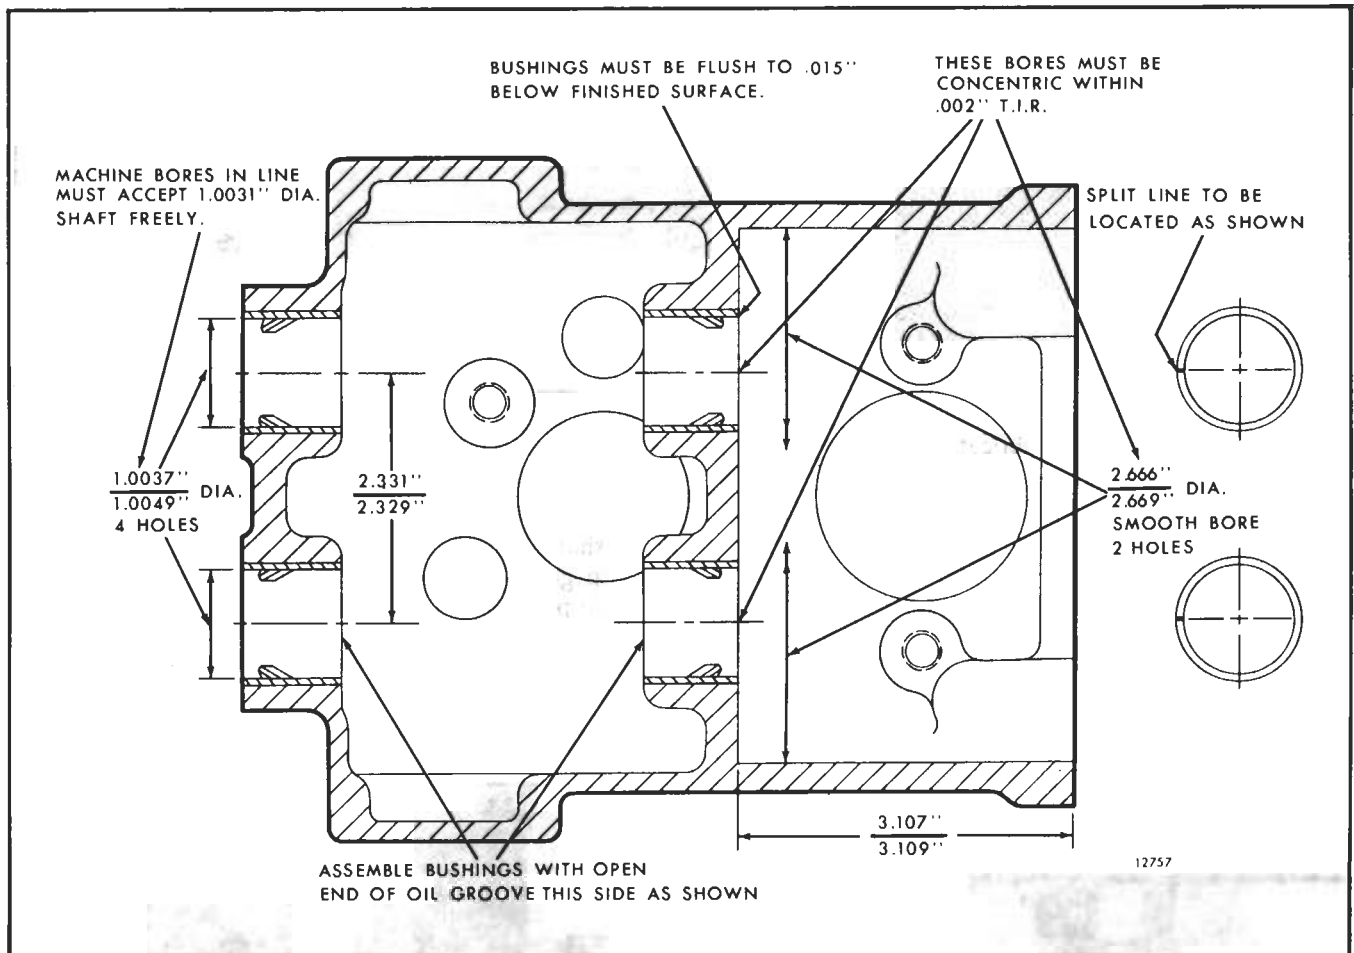 BUSHINGS MUST BE FLUSH TO .015"
BELOW FINISHED SURFACE.
THESE BORES MUST BE
CONCENTRIC WITHIN
.002" T.I.R.
MACHINE BORES IN LINE
MUST ACCEPT 1.0031" DIA.
SHAFT FREELY.
SPLIT LINE TO BE
LOCATED AS SHOWN
1.0037"
1.0049" DIA.
4 HOLES
2.331"
2.329"
2.666"
2.669" DIA.
SMOOTH BORE
2 HOLES
3.107"
3.109"
ASSEMBLE BUSHINGS WITH OPEN
END OF OIL GROOVE THIS SIDE AS SHOWN
12757